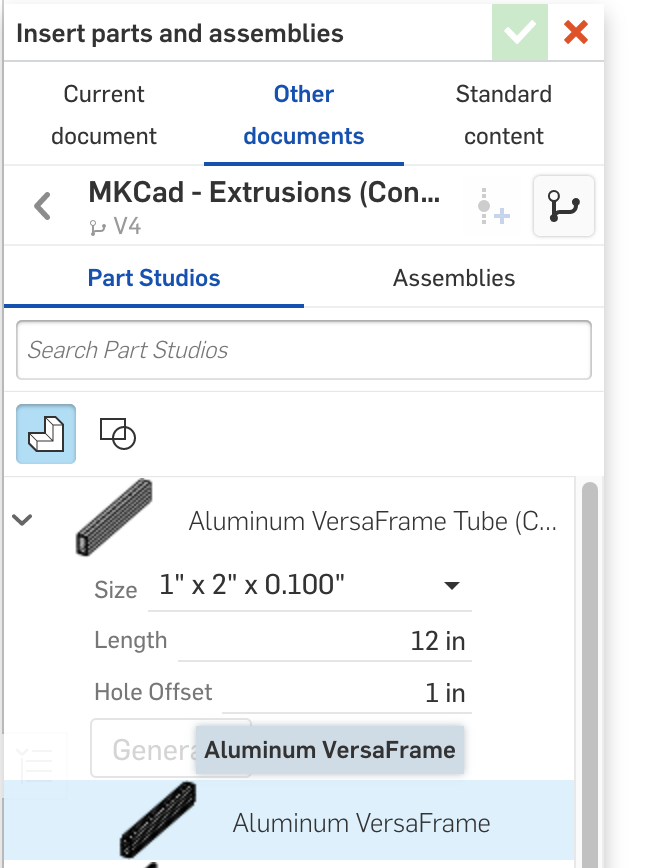 Insert parts and assemblies
Current document
Other documents
Standard content
MKCad - Extrusions (Con...
V4
Part Studios
Assemblies
Search Part Studios
Aluminum VersaFrame Tube (C...
Size 1" x 2" x 0.100"
Length 12 in
Hole Offset 1 in
Genera
Aluminum VersaFrame
Aluminum VersaFrame